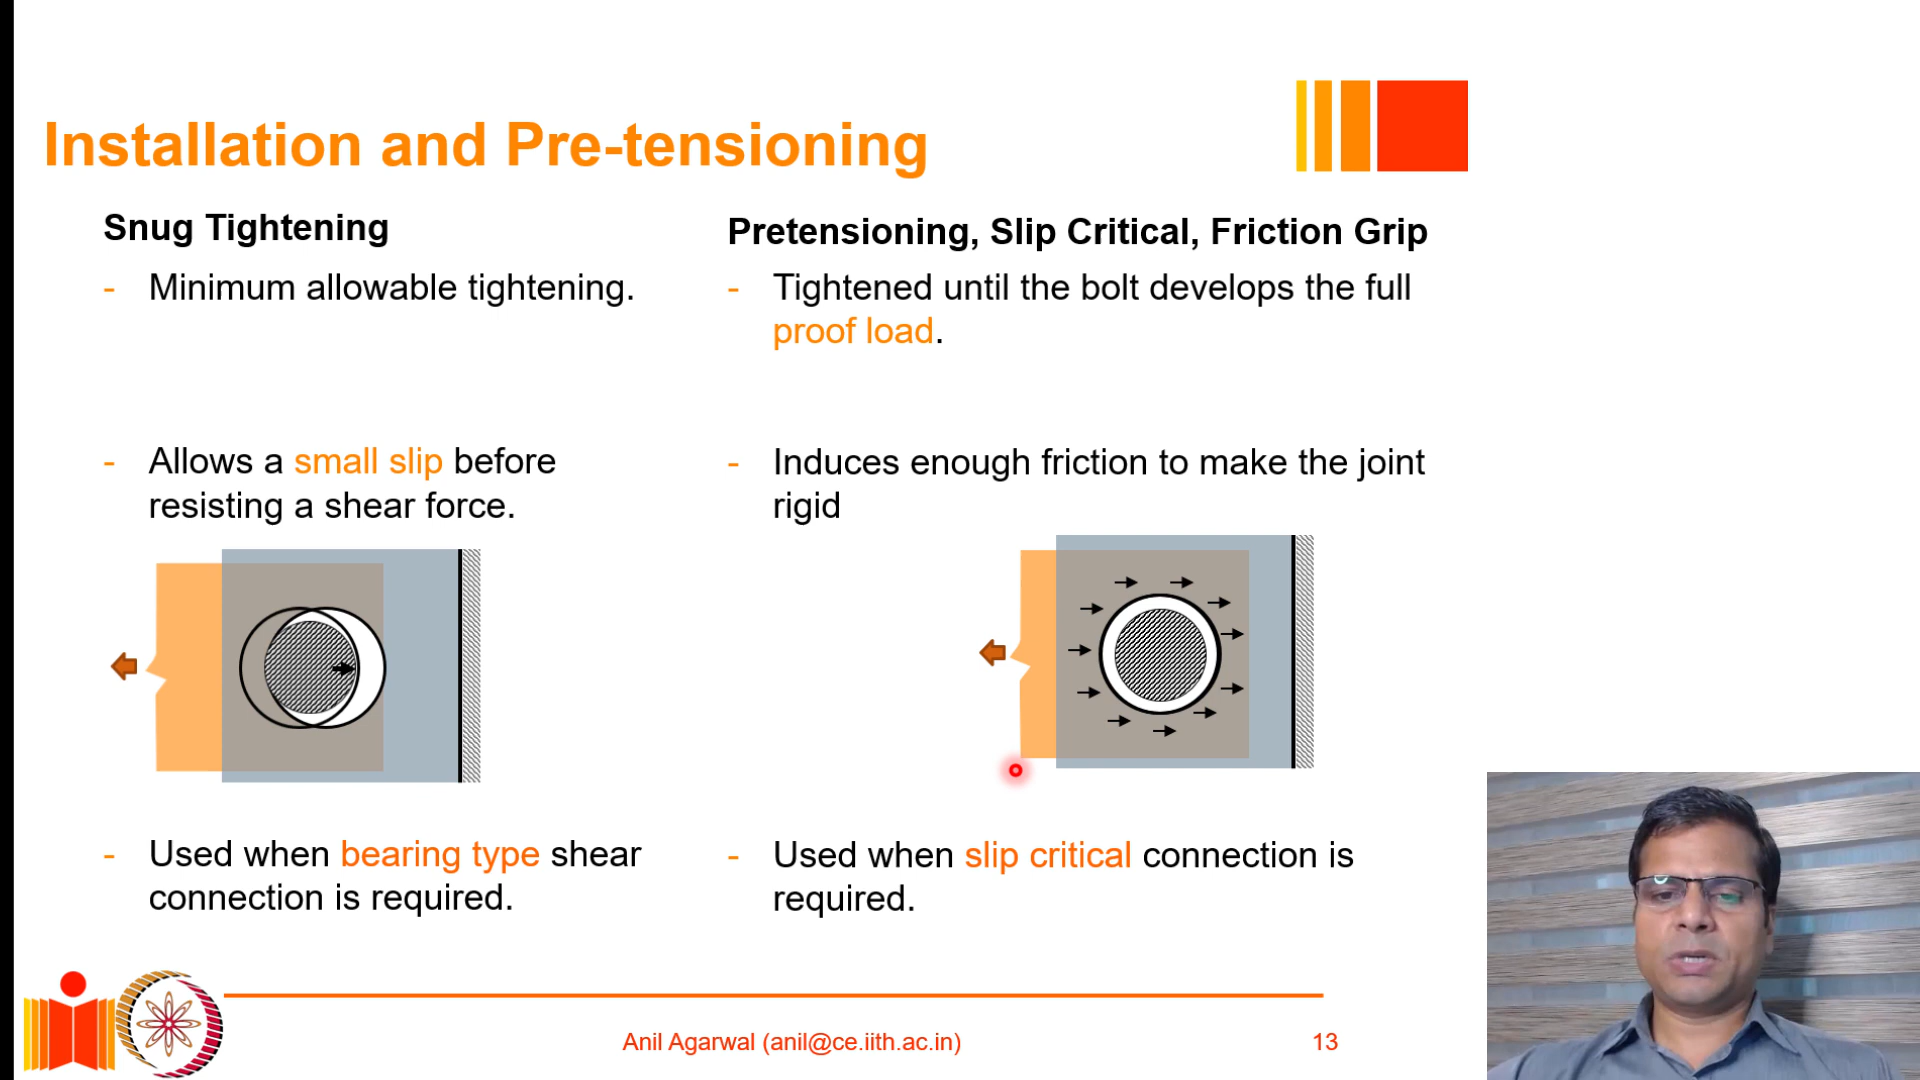 Installation and Pre-tensioning
Snug Tightening
- Minimum allowable tightening.
- Allows a small slip before
resisting a shear force.
- Used when bearing type shear
connection is required.
Pretensioning, Slip Critical, Friction Grip
- Tightened until the bolt develops the full
proof load.
- Induces enough friction to make the joint
rigid
- Used when slip critical connection is
required.
Anil Agarwal (anil@ce.iith.ac.in)
13